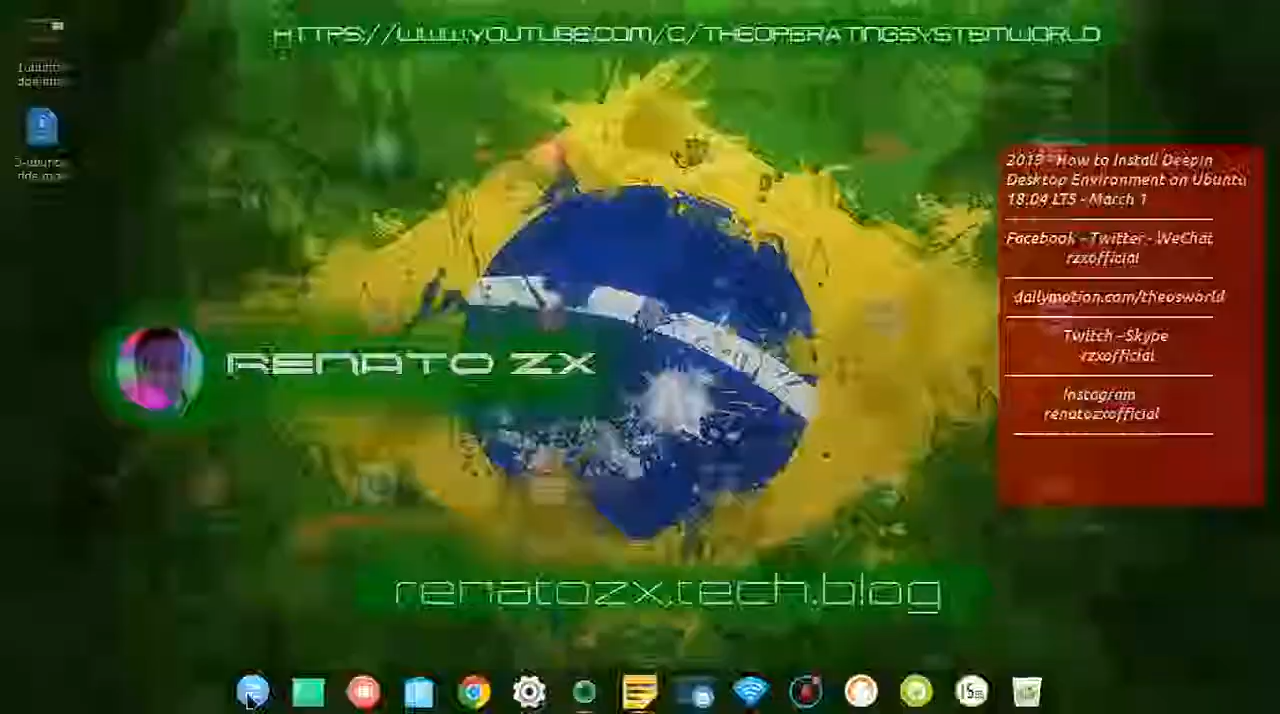 HTTPS://WWW.YOUTUBE.COM/C/THEOPERATINGSYSTEMWORLD
2019 - How to Install Deepin
Desktop Environment on Ubuntu
18.04 LTS - March 1
Facebook - Twitter - WeChat
rzxofficial
dailymotion.com/theosworld
Twitch - Skype
rzxofficial
Instagram
renatozxofficial
RENATO ZX
renatozx.tech.blog